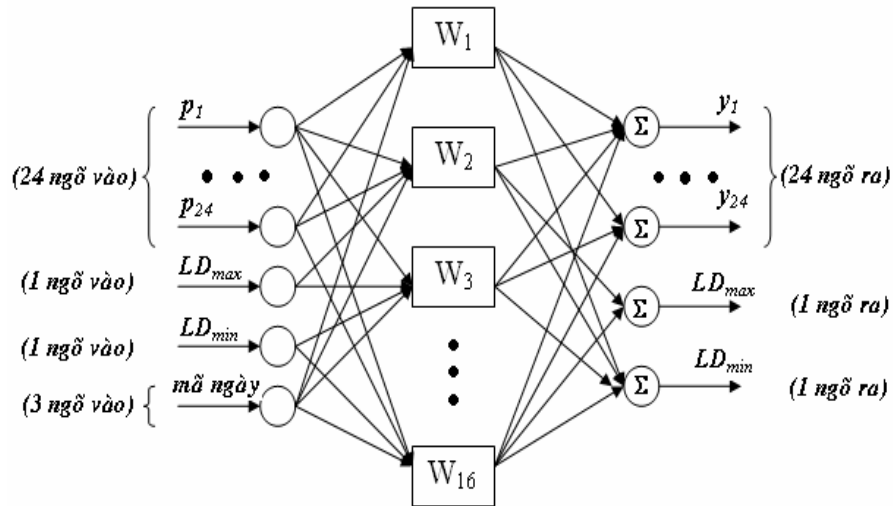 W1
p1
(24 ngõ vào)
p24
W2
Σ
y1
(24 ngõ ra)
Σ
y24
(1 ngõ vào)
LDmax
W3
Σ
LDmax
(1 ngõ ra)
(1 ngõ vào)
LDmin
Σ
LDmin
(1 ngõ ra)
(3 ngõ vào)
mã ngày
W16